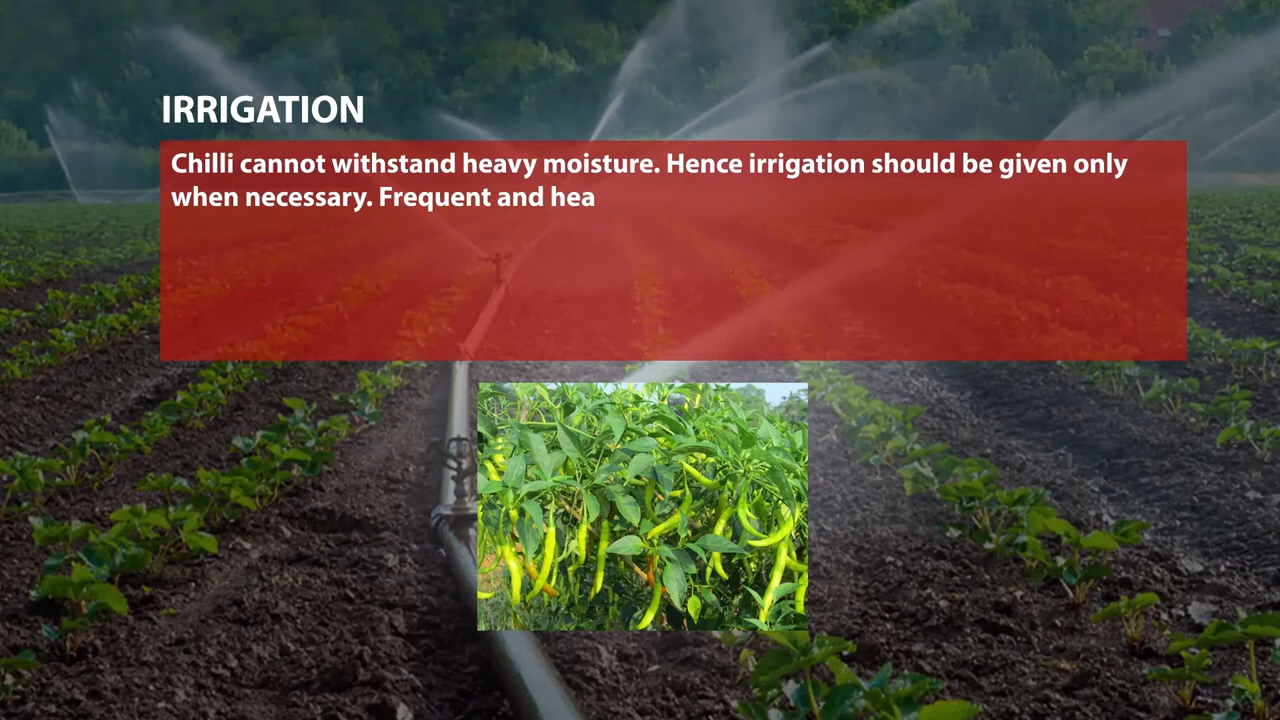 IRRIGATION
Chilli cannot withstand heavy moisture. Hence irrigation should be given only
when necessary. Frequent and hea